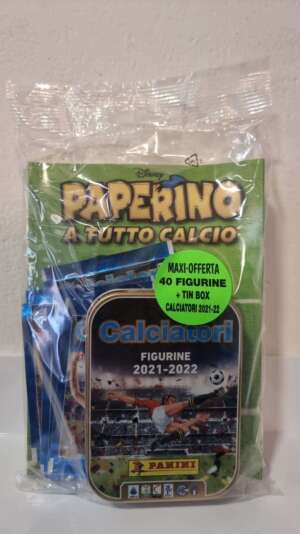 Disney
PAPERINO
A TUTTO CALCIO
MAXI-OFFERTA
40 FIGURINE
+ TIN BOX
CALCIATORI 2021-22
Calciatori
FIGURINE
2021-2022
PANINI